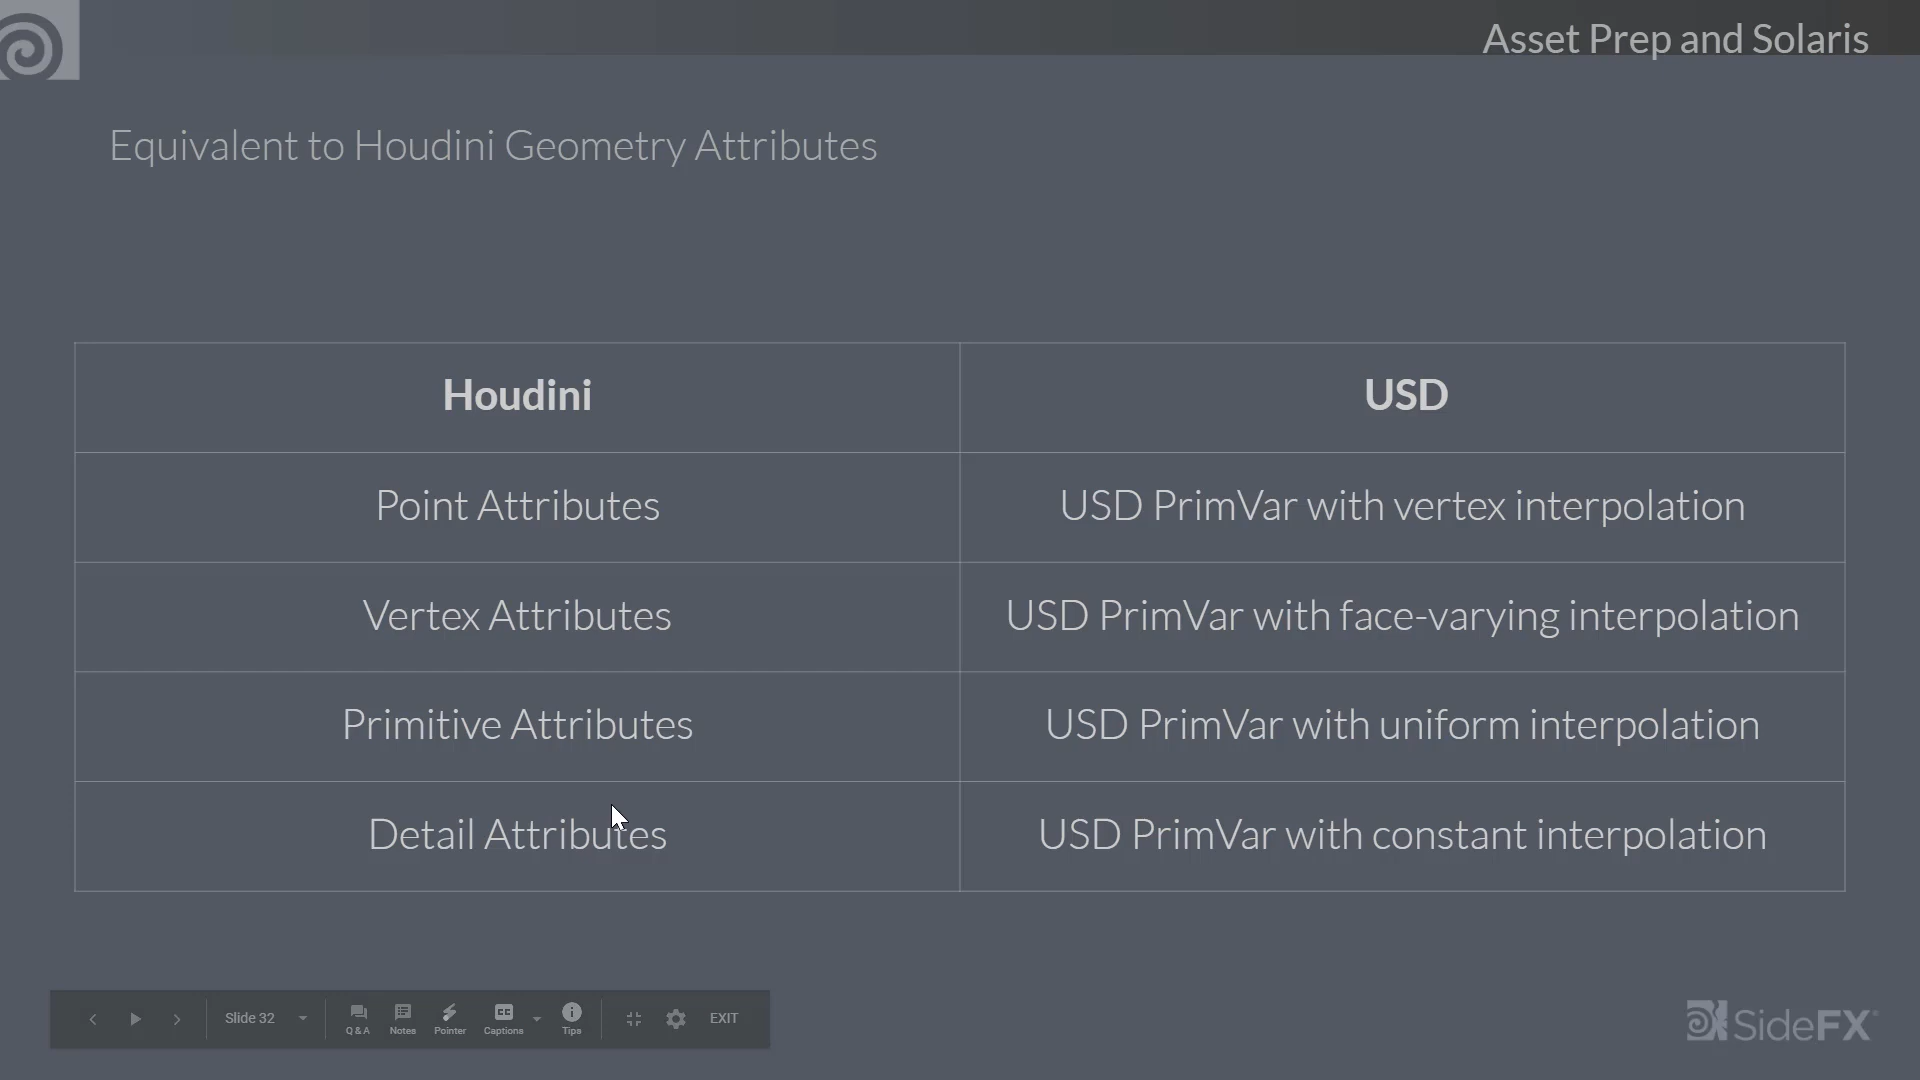 Asset Prep and Solaris
Equivalent to Houdini Geometry Attributes
Houdini USD
Point Attributes USD PrimVar with vertex interpolation
Vertex Attributes USD PrimVar with face-varying interpolation
Primitive Attributes USD PrimVar with uniform interpolation
Detail Attributes USD PrimVar with constant interpolation
Slide 32 Q & A Notes Pointer Captions Tips EXIT
SideFX